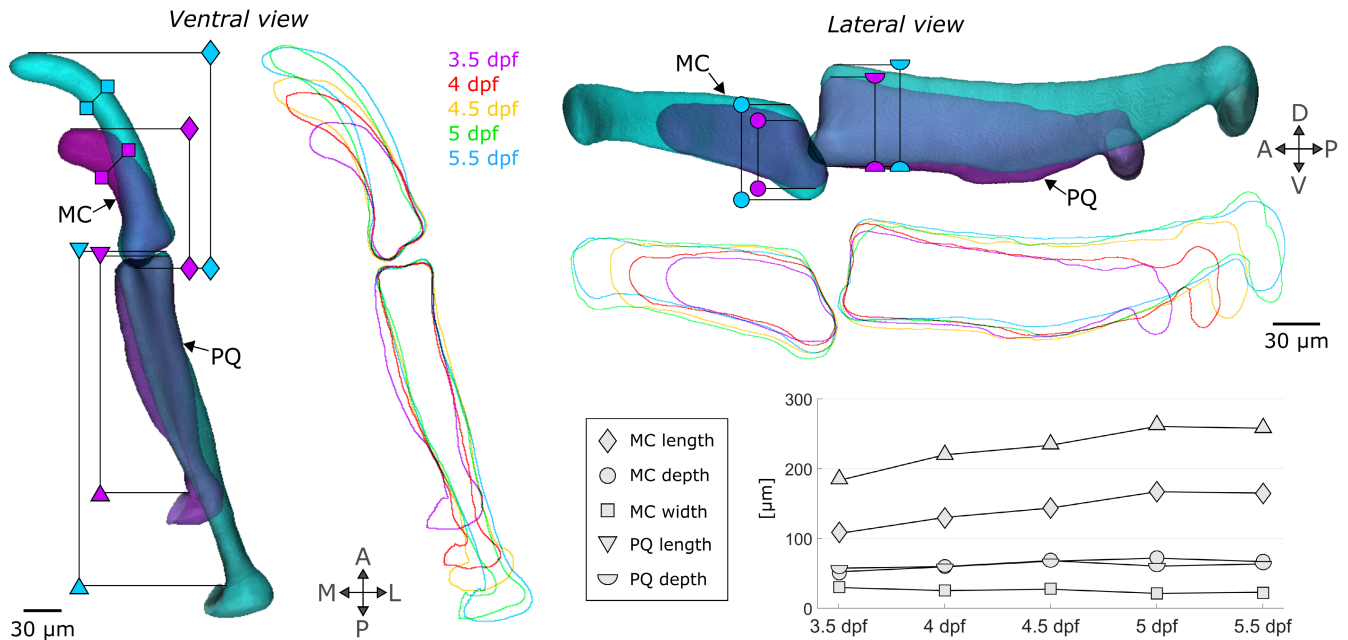 Ventral view
MC
PQ
30 µm
3.5 dpf
4 dpf
4.5 dpf
5 dpf
5.5 dpf
A
M L
P
Lateral view
MC
PQ
D
A P
V
30 µm
MC length
MC depth
MC width
PQ length
PQ depth
[µm]
300
200
100
0
3.5 dpf 4 dpf 4.5 dpf 5 dpf 5.5 dpf